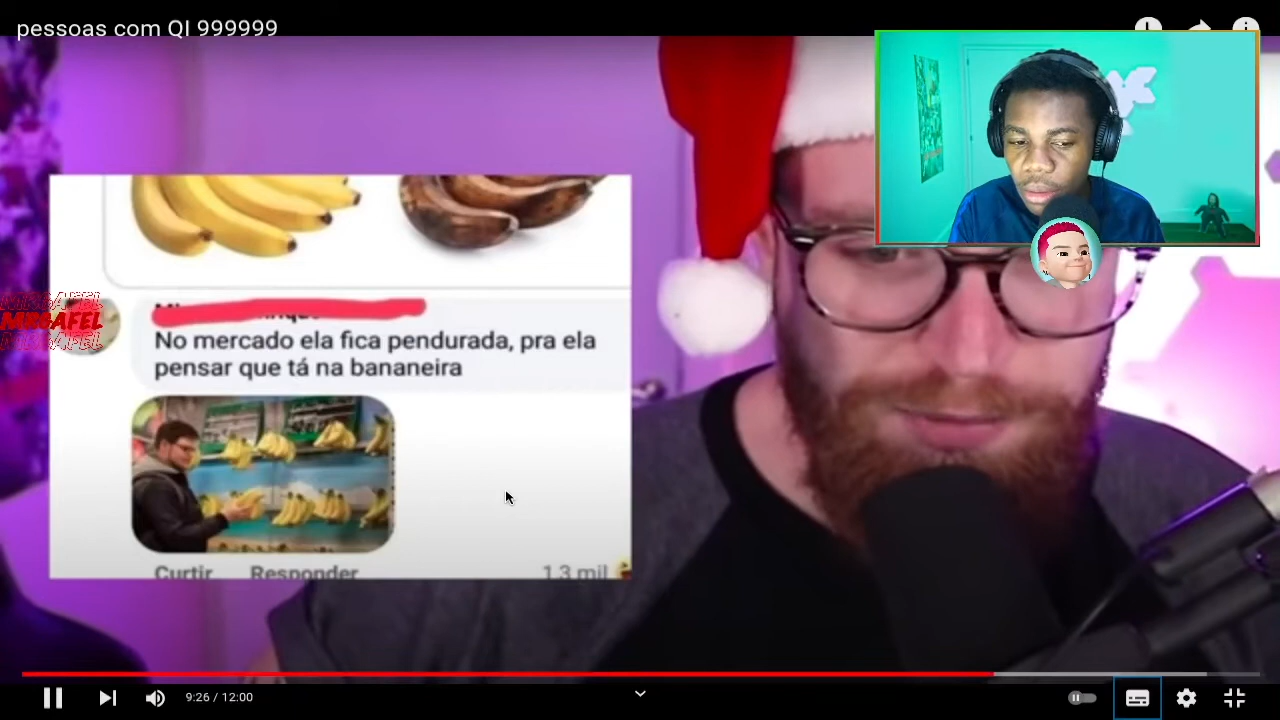 pessoas com QI 999999
No mercado ela fica pendurada, pra ela
pensar que tá na bananeira
MRGAFEL
Curtir Responder 1,3 mil
9:26 / 12:00